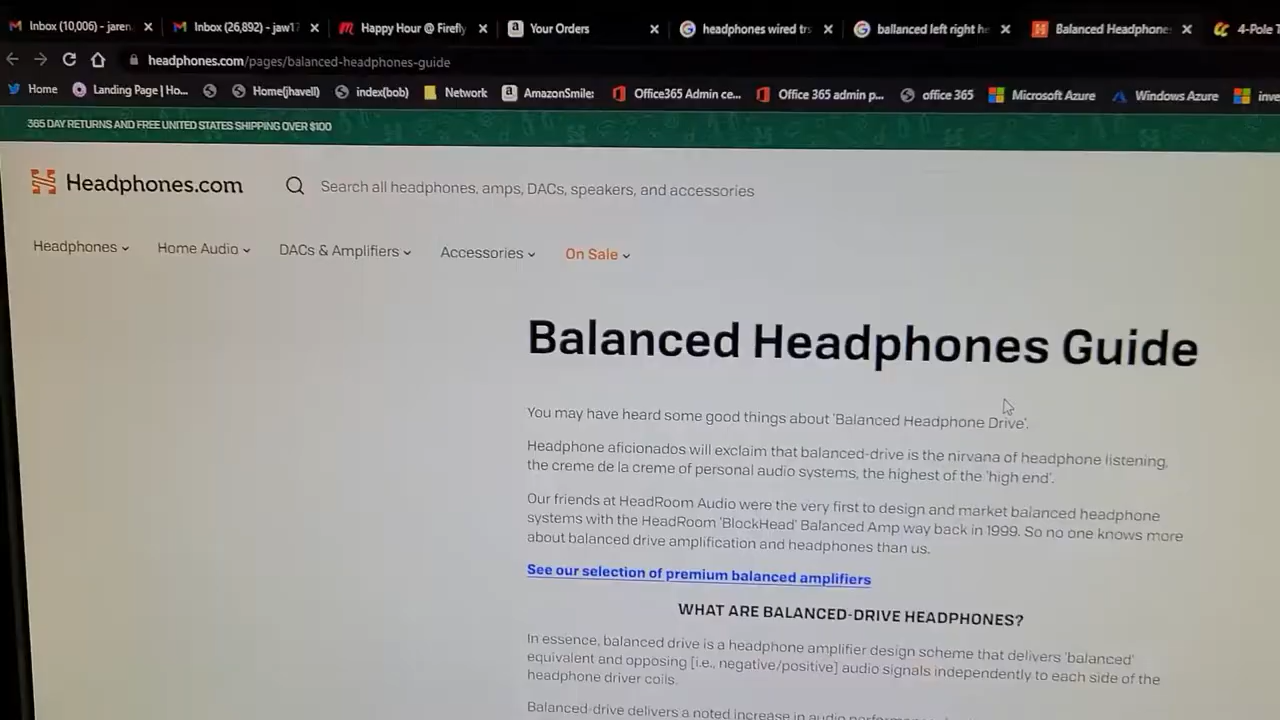 Inbox (10,006) - jaren
Inbox (26,892) - jaw17
Happy Hour @ Firefly
Your Orders
headphones wired trs
ballanced left right he
Balanced Headphone
4-Pole
headphones.com/pages/balanced-headphones-guide
Home
Landing Page | Ho...
Home(jhavell)
index(bob)
Network
AmazonSmile:
Office365 Admin ce...
Office 365 admin p...
office 365
Microsoft Azure
Windows Azure
inve
365 DAY RETURNS AND FREE UNITED STATES SHIPPING OVER $100
Headphones.com
Search all headphones, amps, DACs, speakers, and accessories
Headphones
Home Audio
DACs & Amplifiers
Accessories
On Sale
Balanced Headphones Guide
You may have heard some good things about 'Balanced Headphone Drive'.
Headphone aficionados will exclaim that balanced-drive is the nirvana of headphone listening,
the creme de la creme of personal audio systems, the highest of the 'high end'.
Our friends at HeadRoom Audio were the very first to design and market balanced headphone
systems with the HeadRoom 'BlockHead' Balanced Amp way back in 1999. So no one knows more
about balanced drive amplification and headphones than us.
See our selection of premium balanced amplifiers
WHAT ARE BALANCED-DRIVE HEADPHONES?
In essence, balanced drive is a headphone amplifier design scheme that delivers 'balanced'
equivalent and opposing [i.e., negative/positive] audio signals independently to each side of the
headphone driver coils.
Balanced-drive delivers a noted increase in audio